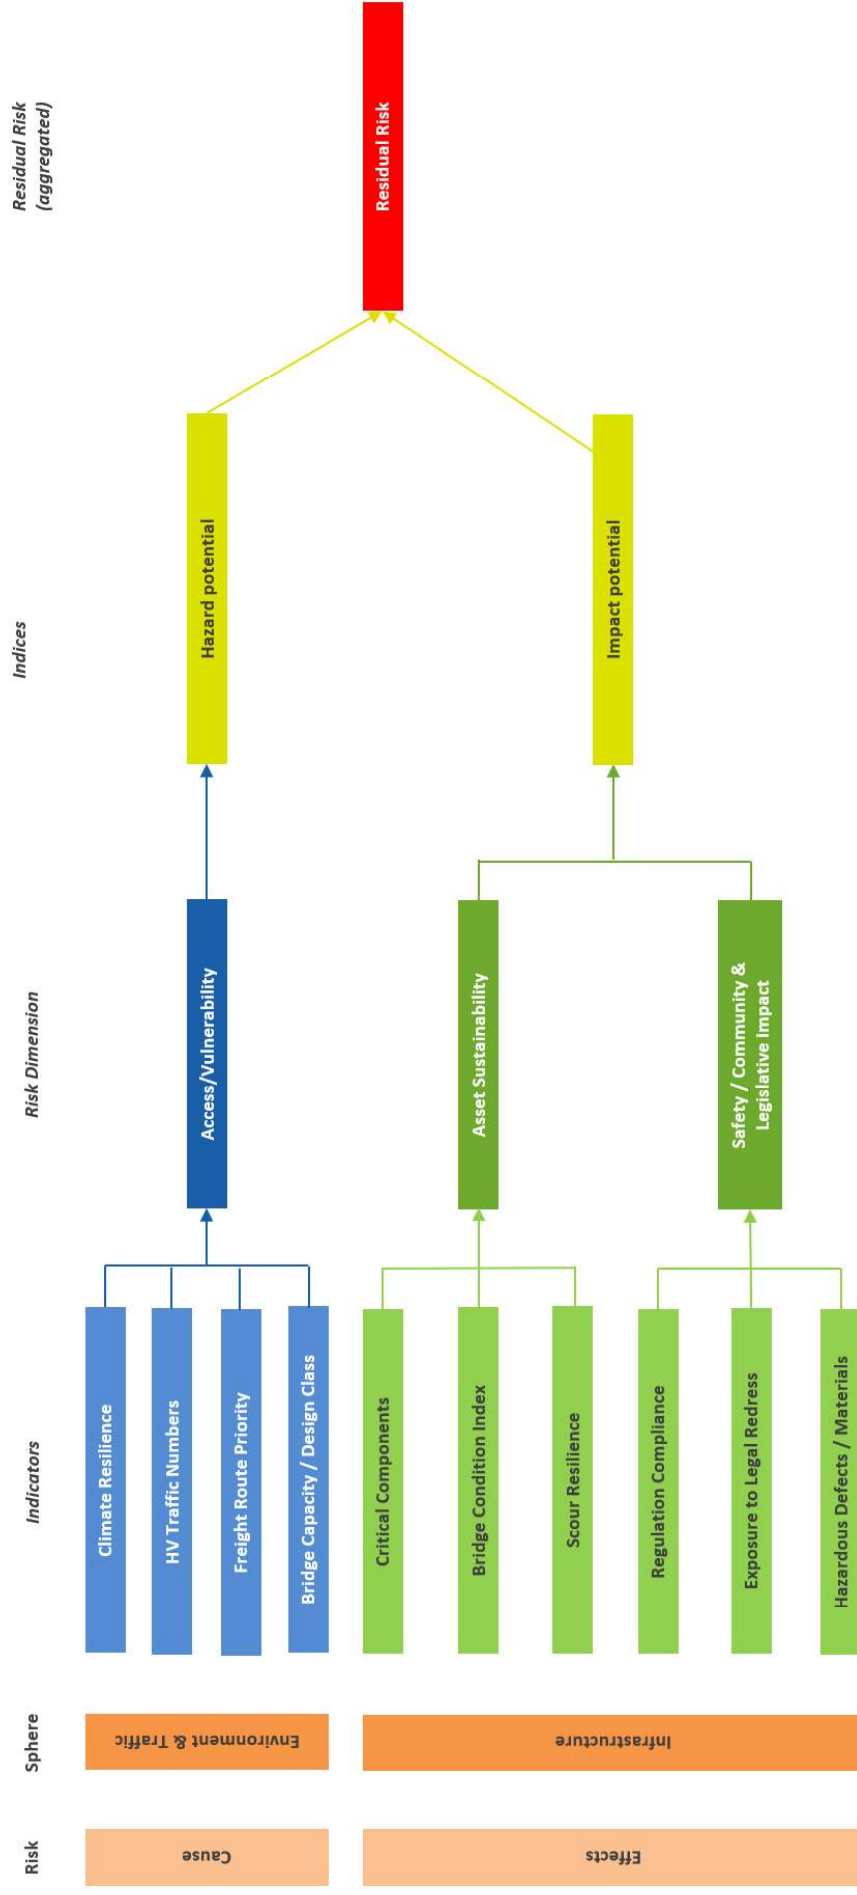 Risk
Sphere
Indicators
Risk Dimension
Indices
Residual Risk
(aggregated)
Cause
Environment & Traffic
Climate Resilience
HV Traffic Numbers
Freight Route Priority
Bridge Capacity / Design Class
Access/Vulnerability
Hazard potential
Residual Risk
Effects
Infrastructure
Critical Components
Bridge Condition Index
Scour Resilience
Asset Sustainability
Regulation Compliance
Exposure to Legal Redress
Hazardous Defects / Materials
Safety / Community &
Legislative Impact
Impact potential